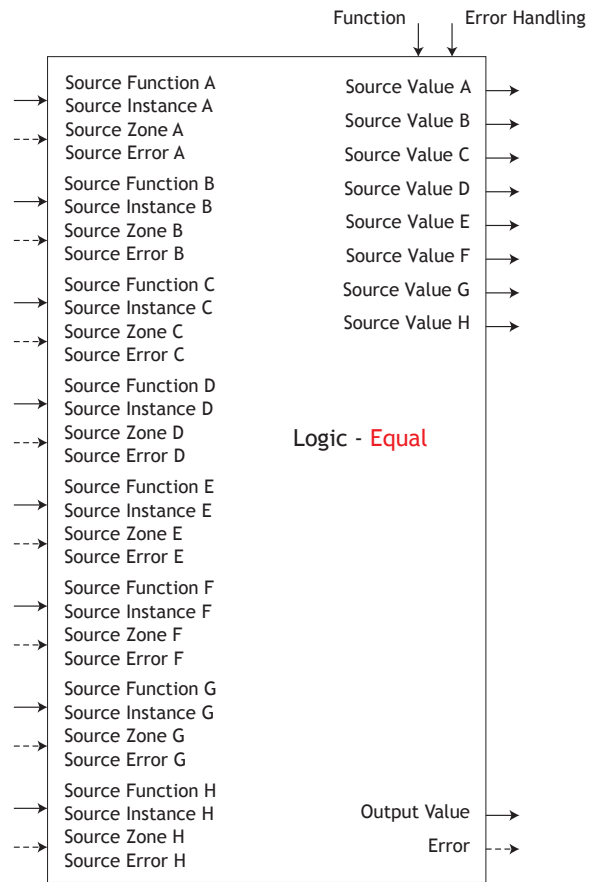 Function
Error Handling
Source Function A
Source Instance A
Source Zone A
Source Error A
Source Function B
Source Instance B
Source Zone B
Source Error B
Source Function C
Source Instance C
Source Zone C
Source Error C
Source Function D
Source Instance D
Source Zone D
Source Error D
Source Function E
Source Instance E
Source Zone E
Source Error E
Source Function F
Source Instance F
Source Zone F
Source Error F
Source Function G
Source Instance G
Source Zone G
Source Error G
Source Function H
Source Instance H
Source Zone H
Source Error H
Source Value A
Source Value B
Source Value C
Source Value D
Source Value E
Source Value F
Source Value G
Source Value H
Logic - Equal
Output Value
Error